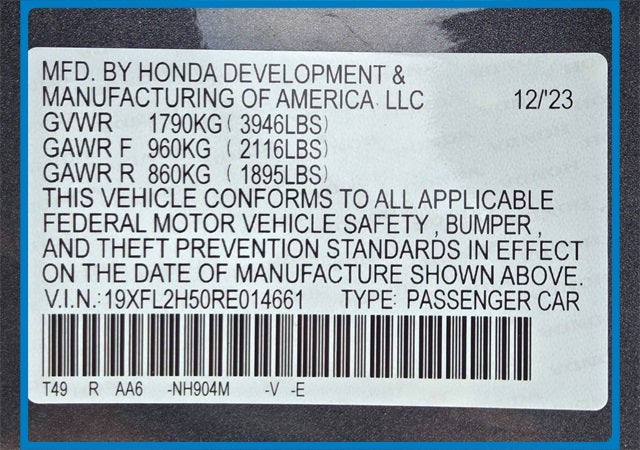 MFD. BY HONDA DEVELOPMENT &
MANUFACTURING OF AMERICA, LLC 12/'23
GVWR 1790KG ( 3946LBS)
GAWR F 960KG ( 2116LBS)
GAWR R 860KG ( 1895LBS)
THIS VEHICLE CONFORMS TO ALL APPLICABLE
FEDERAL MOTOR VEHICLE SAFETY , BUMPER ,
AND THEFT PREVENTION STANDARDS IN EFFECT
ON THE DATE OF MANUFACTURE SHOWN ABOVE.
V.I.N.:19XFL2H50RE014661 TYPE: PASSENGER CAR
T49 R AA6 -NH904M -V -E